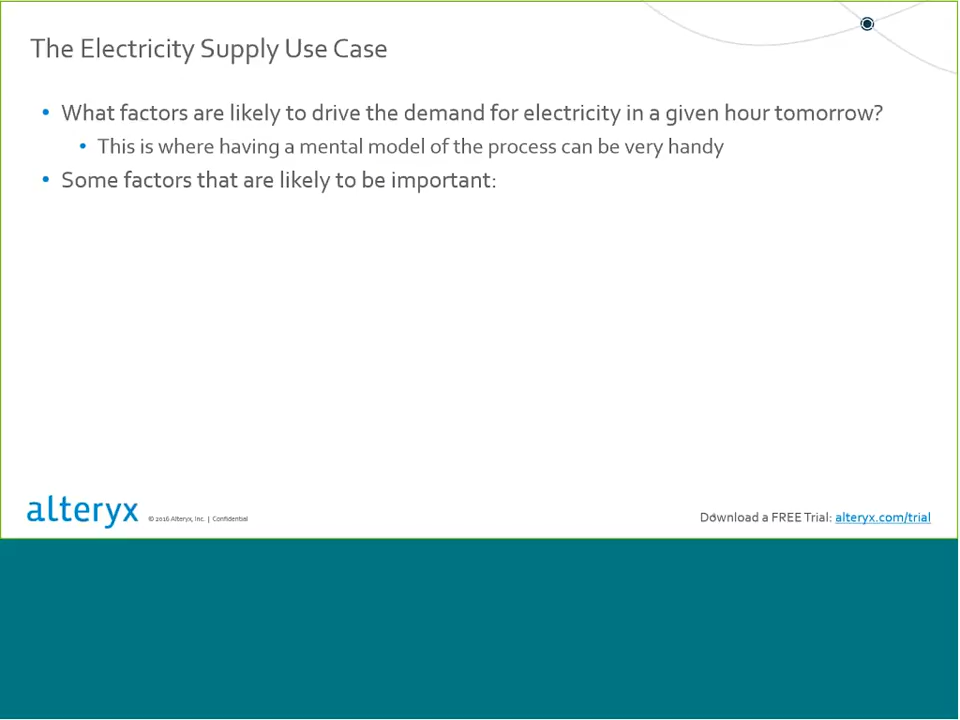 The Electricity Supply Use Case
• What factors are likely to drive the demand for electricity in a given hour tomorrow?
• This is where having a mental model of the process can be very handy
• Some factors that are likely to be important:
alteryx © 2016 Alteryx, Inc. | Confidential
Download a FREE Trial: alteryx.com/trial